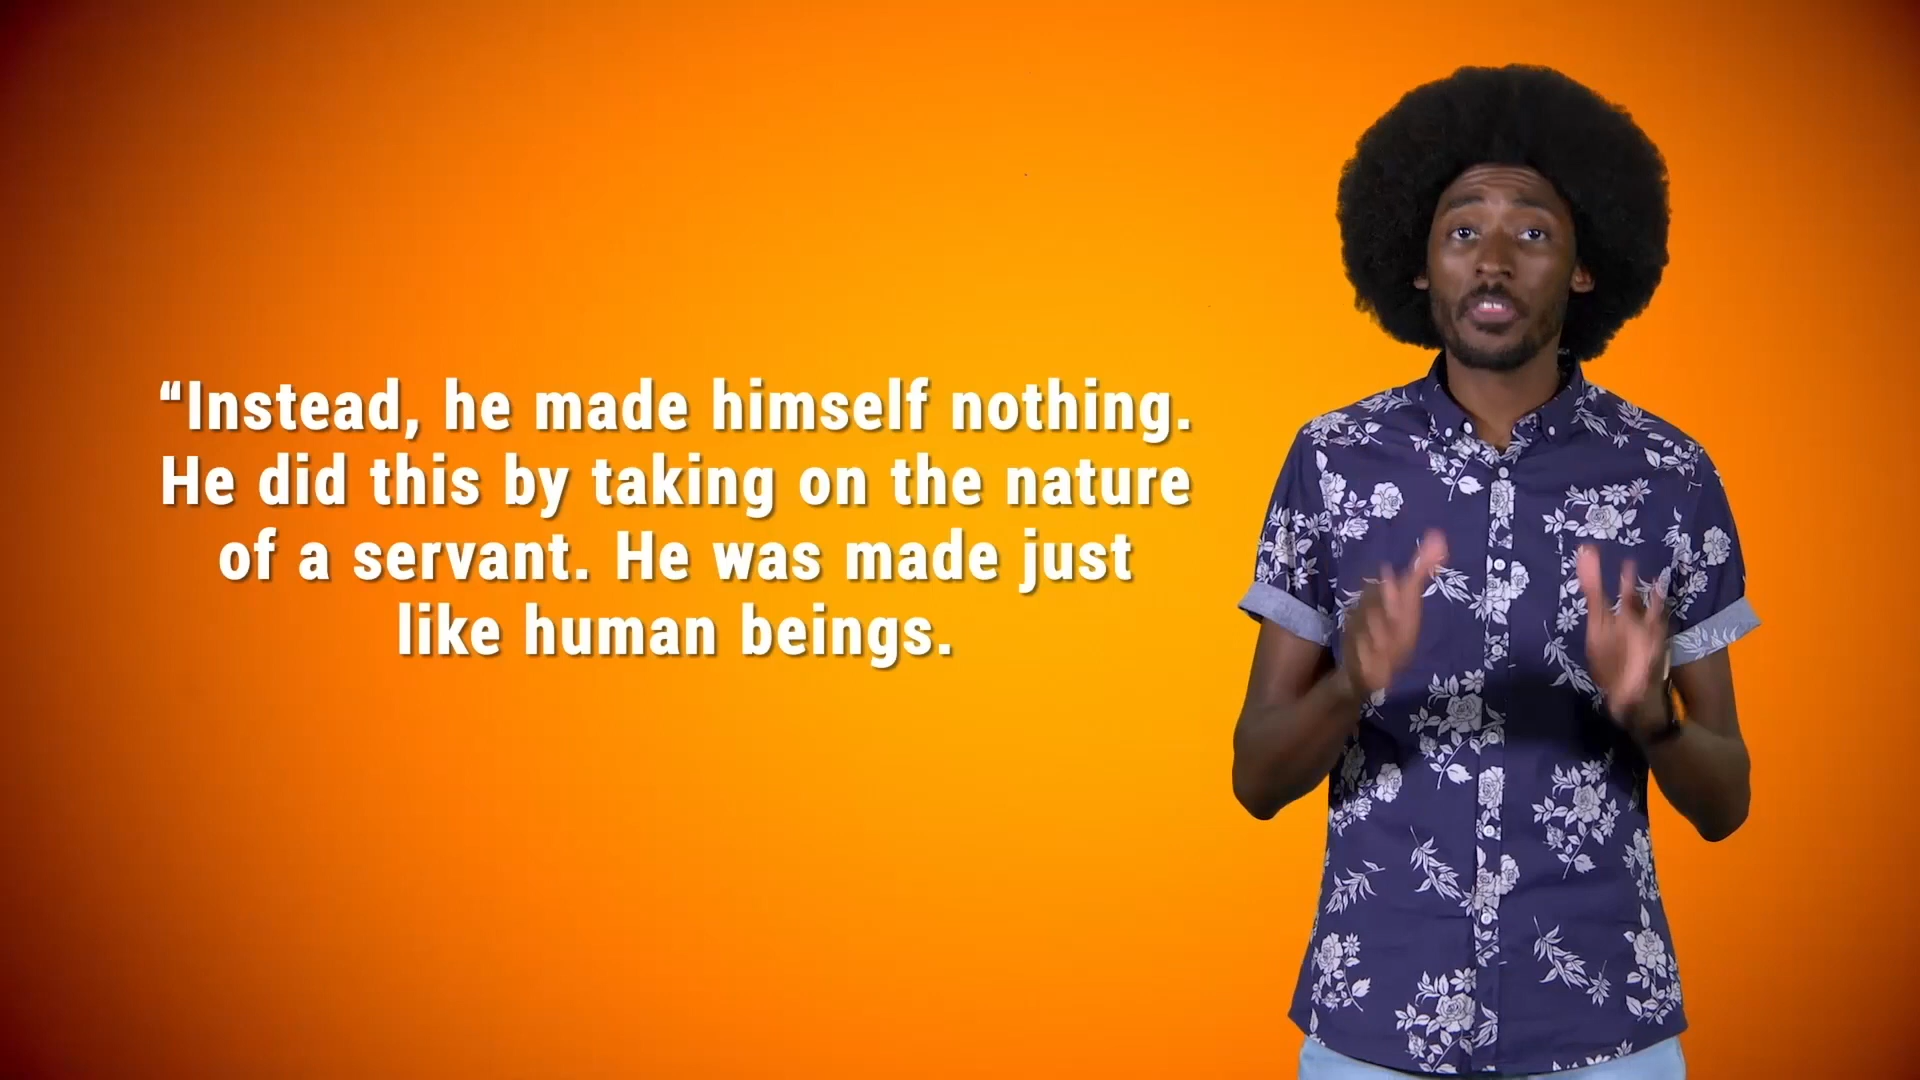 “Instead, he made himself nothing.
He did this by taking on the nature
of a servant. He was made just
like human beings.